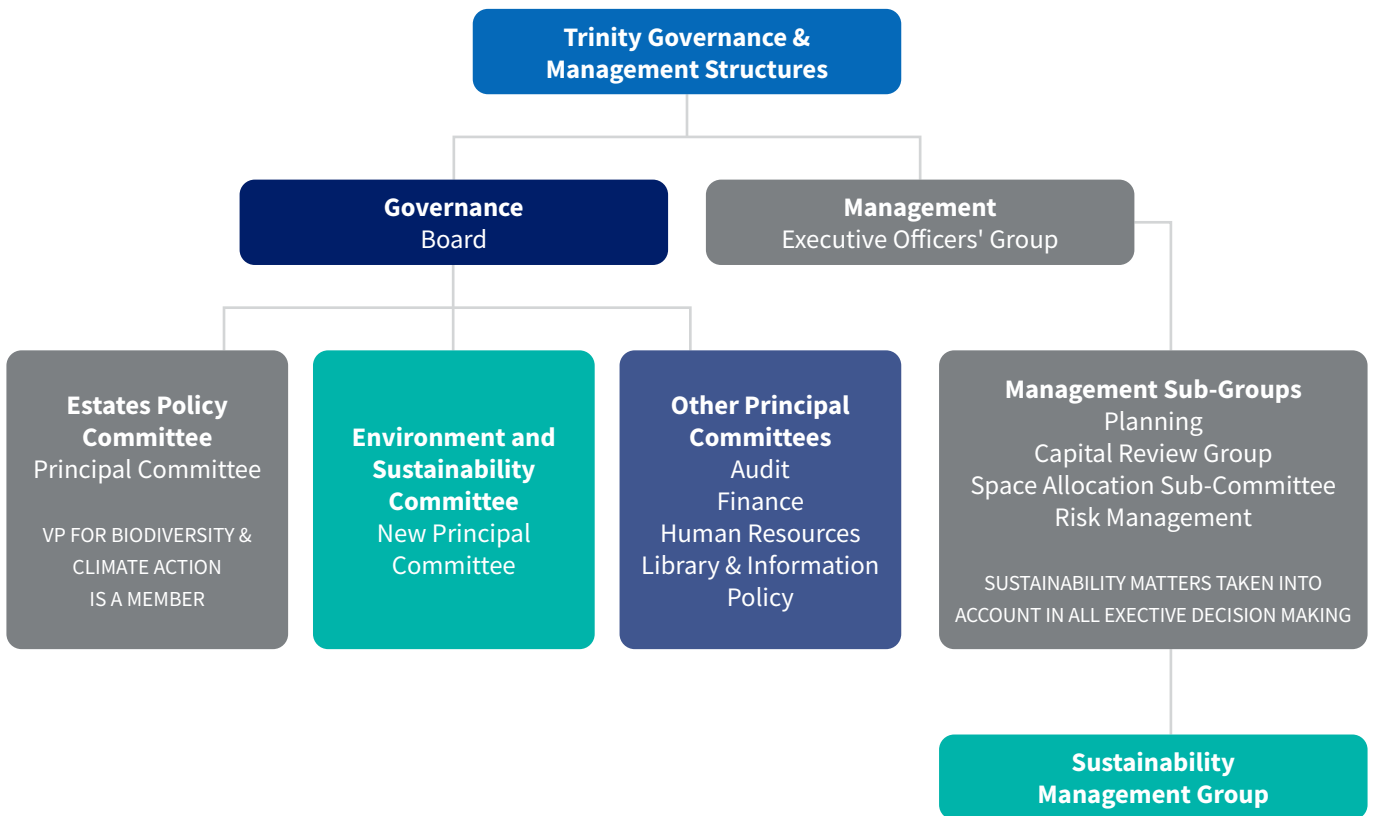 Trinity Governance &
Management Structures
Governance
Board
Management
Executive Officers' Group
Estates Policy
Committee
Principal Committee
VP FOR BIODIVERSITY &
CLIMATE ACTION
IS A MEMBER
Environment and
Sustainability
Committee
New Principal
Committee
Other Principal
Committees
Audit
Finance
Human Resources
Library & Information
Policy
Management Sub-Groups
Planning
Capital Review Group
Space Allocation Sub-Committee
Risk Management
SUSTAINABILITY MATTERS TAKEN INTO
ACCOUNT IN ALL EXECTIVE DECISION MAKING
Sustainability
Management Group